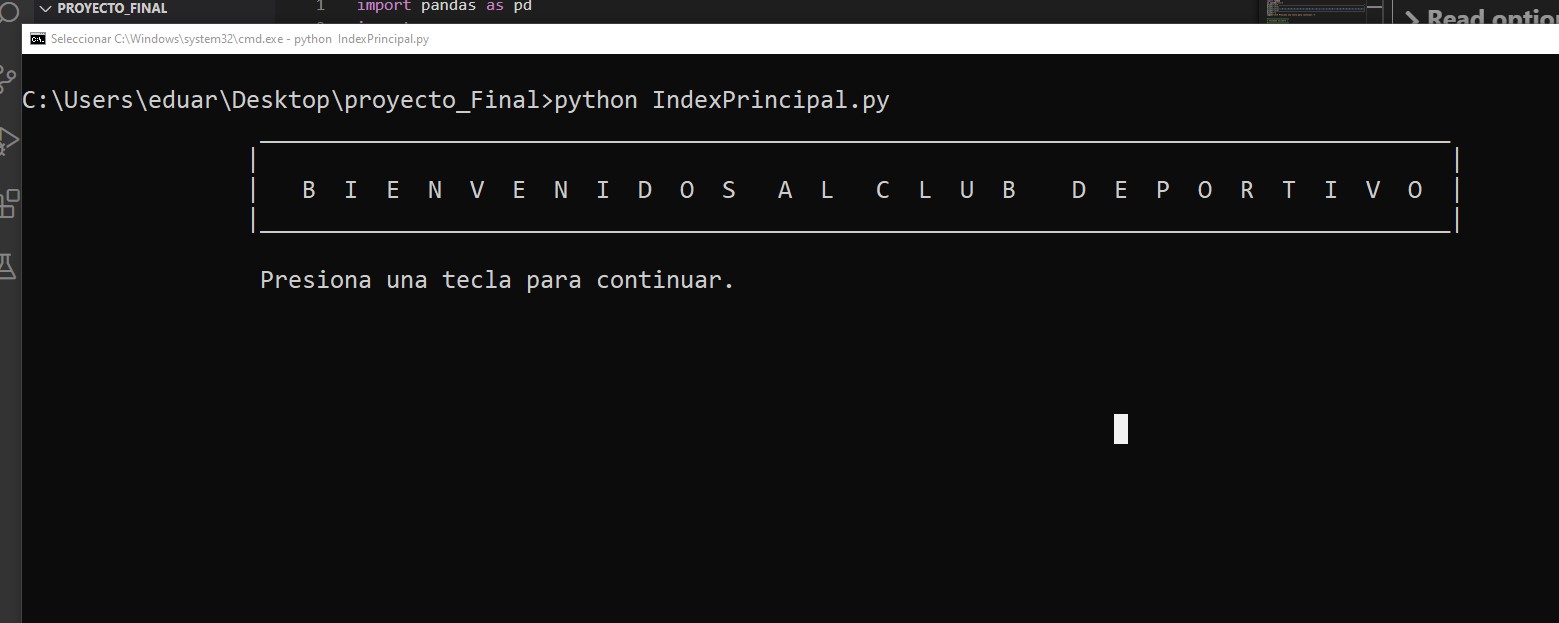 PROYECTO_FINAL
1 import pandas as pd
Read optio
Seleccionar C:\Windows\system32\cmd.exe - python IndexPrincipal.py
C:\Users\eduar\Desktop\proyecto_Final>python IndexPrincipal.py
B I E N V E N I D O S A L C L U B D E P O R T I V O
Presiona una tecla para continuar.